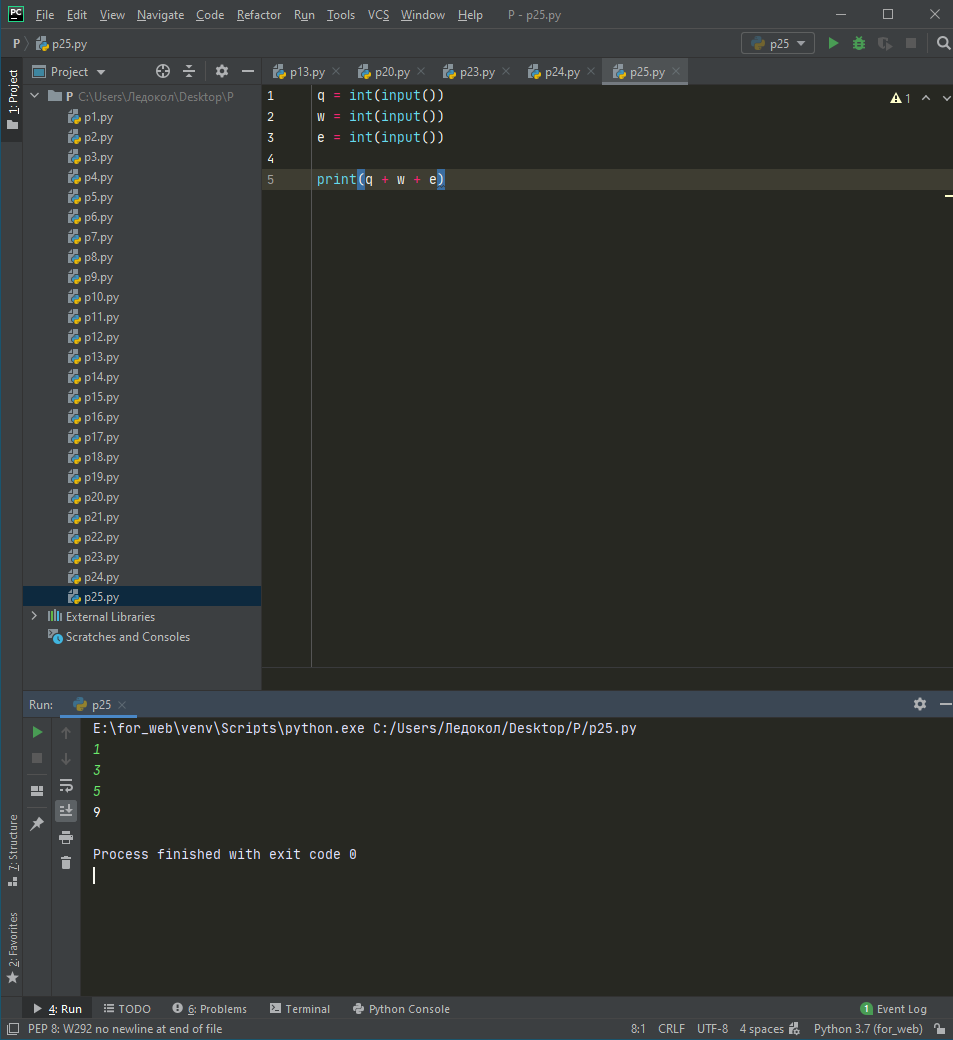 PC File Edit View Navigate Code Refactor Run Tools VCS Window Help P - p25.py
P p25.py p25
1: Project
Project
p13.py p20.py p23.py p24.py p25.py
P C:\Users\Ледокол\Desktop\P
p1.py
p2.py
p3.py
p4.py
p5.py
p6.py
p7.py
p8.py
p9.py
p10.py
p11.py
p12.py
p13.py
p14.py
p15.py
p16.py
p17.py
p18.py
p19.py
p20.py
p21.py
p22.py
p23.py
p24.py
p25.py
External Libraries
Scratches and Consoles
1 q = int(input())
2 w = int(input())
3 e = int(input())
4
5 print(q + w + e)
1
Run: p25
E:\for_web\venv\Scripts\python.exe C:/Users/Ледокол/Desktop/P/p25.py
1
3
5
9
Process finished with exit code 0
7: Structure
2: Favorites
4: Run TODO 6: Problems Terminal Python Console 1 Event Log
PEP 8: W292 no newline at end of file 8:1 CRLF UTF-8 4 spaces Python 3.7 (for_web)